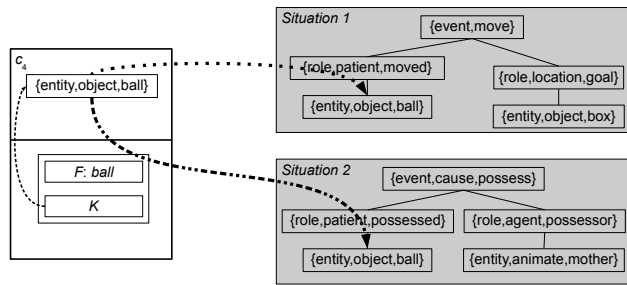 c4
{entity,object,ball}
F: ball
K
Situation 1
{event,move}
{role,patient,moved}
{role,location,goal}
{entity,object,ball}
{entity,object,box}
Situation 2
{event,cause,possess}
{role,patient,possessed}
{role,agent,possessor}
{entity,object,ball}
{entity,animate,mother}